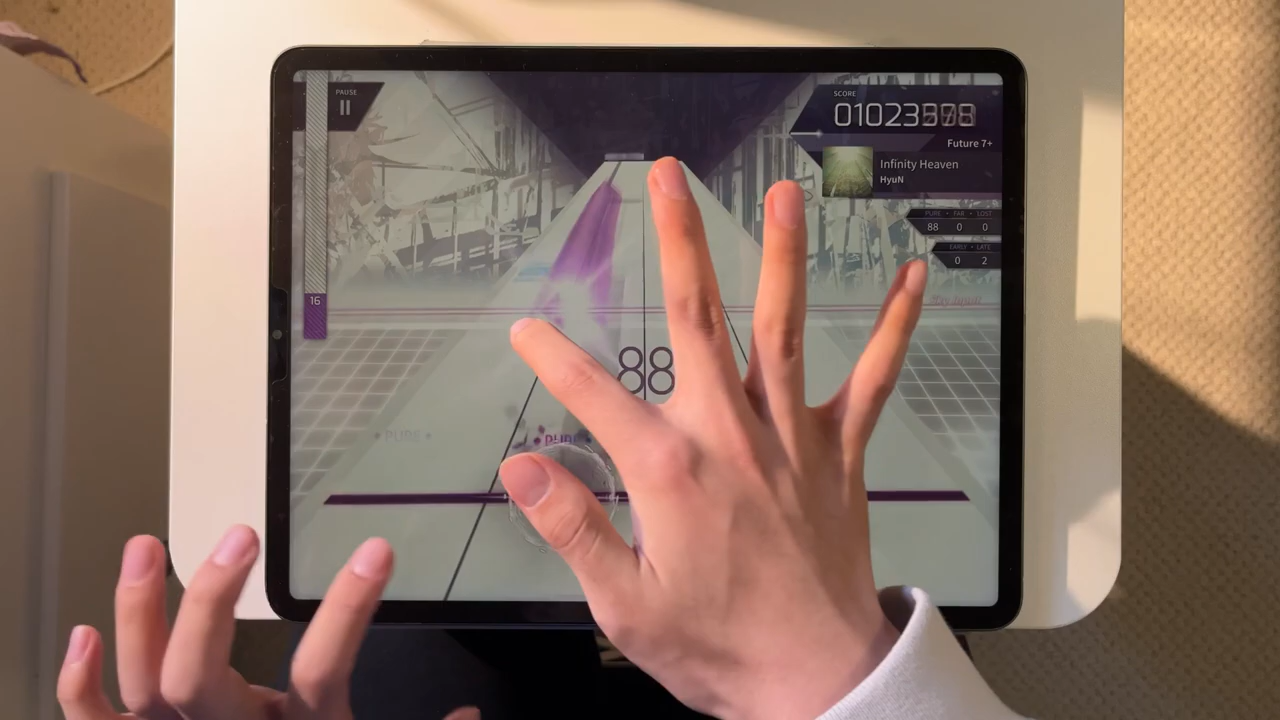 PAUSE
SCORE
Future 7+
Infinity Heaven
HyuN
PURE • FAR • LOST
88 0 0
EARLY • LATE
0 2
16
88
• PURE •
• PURE